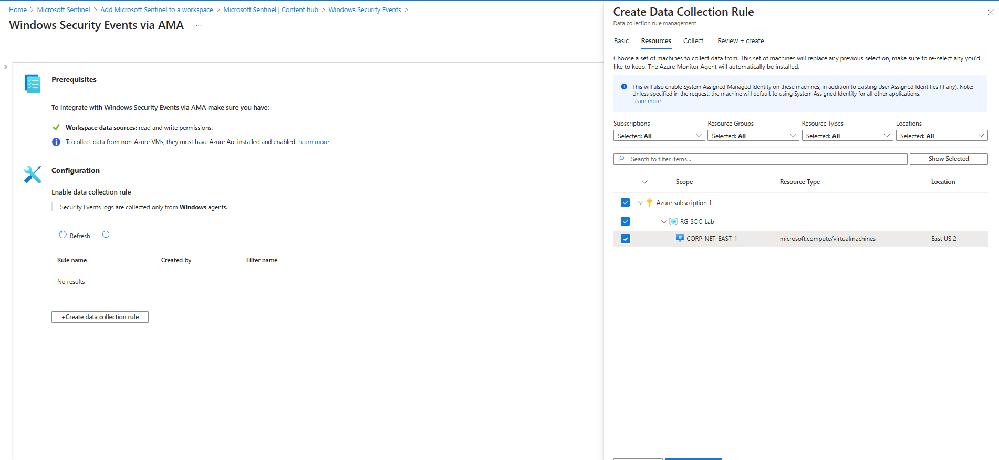 Home > Microsoft Sentinel > Add Microsoft Sentinel to a workspace > Microsoft Sentinel | Content hub > Windows Security Events >
Windows Security Events via AMA ...
»
Prerequisites
To integrate with Windows Security Events via AMA make sure you have:
Workspace data sources: read and write permissions.
To collect data from non-Azure VMs, they must have Azure Arc installed and enabled. Learn more
Configuration
Enable data collection rule
Security Events logs are collected only from Windows agents.
Refresh
Rule name Created by Filter name
No results
+Create data collection rule
Create Data Collection Rule
Data collection rule management
Basic Resources Collect Review + create
Choose a set of machines to collect data from. This set of machines will replace any previous selection, make sure to re-select any you'd
like to keep. The Azure Monitor Agent will automatically be installed.
This will also enable System Assigned Managed Identity on these machines, in addition to existing User Assigned Identities (if any). Note:
Unless specified in the request, the machine will default to using System Assigned Identity for all other applications.
Learn more
Subscriptions Resource Groups Resource Types Locations
Selected: All Selected: All Selected: All Selected: All
Search to filter items... Show Selected
Scope Resource Type Location
Azure subscription 1
RG-SOC-Lab
CORP-NET-EAST-1 microsoft.compute/virtualmachines East US 2